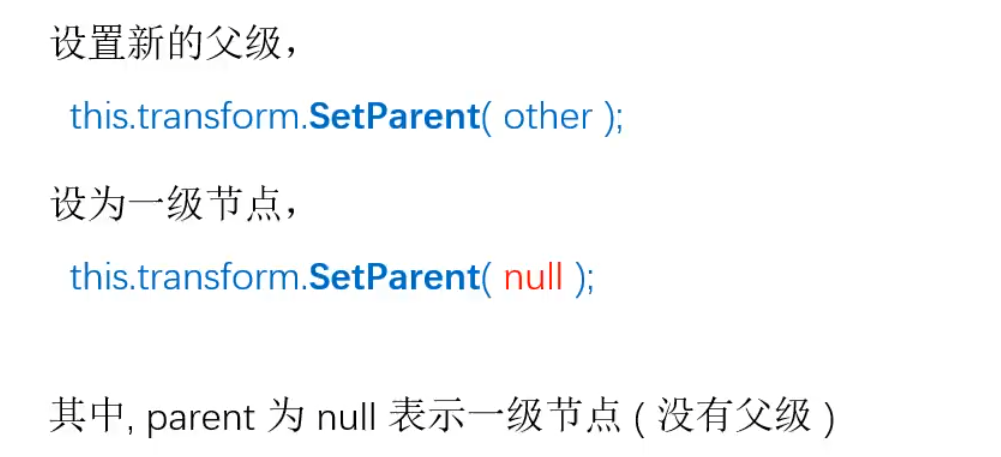 设置新的父级，
this.transform.SetParent( other );
设为一级节点，
this.transform.SetParent( null );
其中, parent 为 null 表示一级节点 ( 没有父级 )